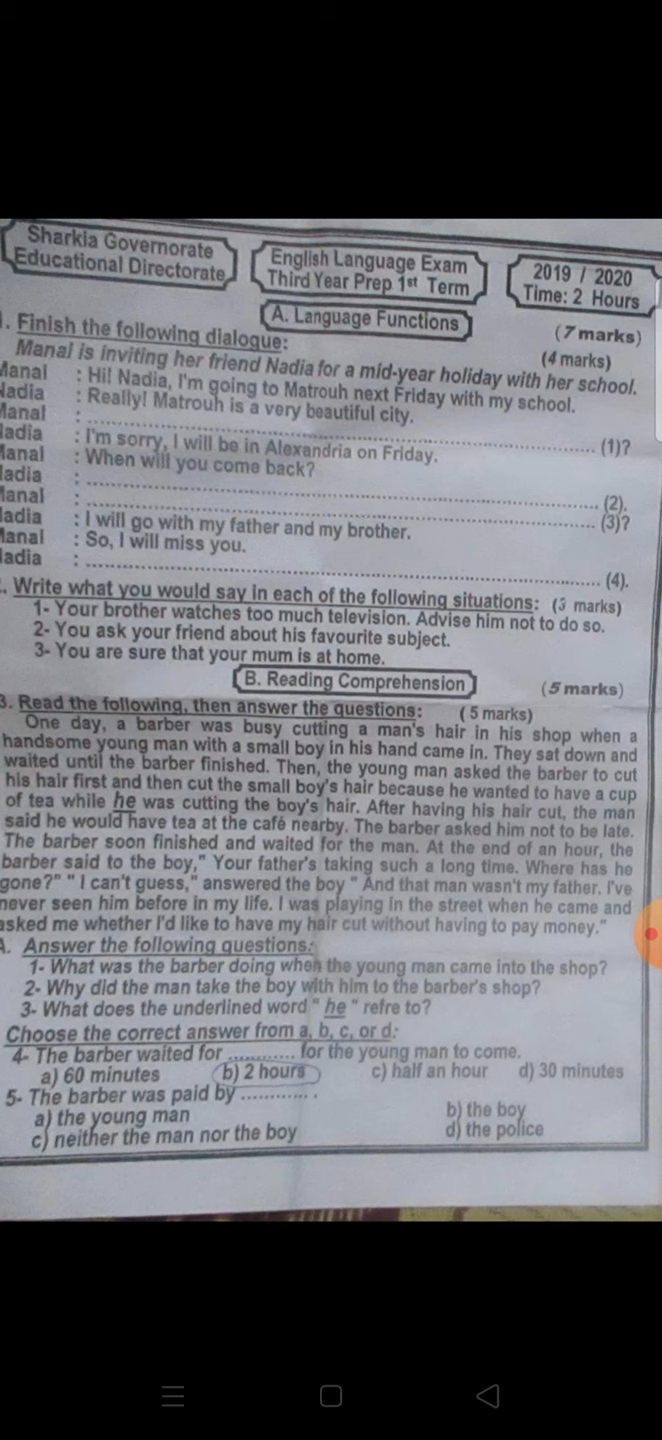 Sharkia Governorate
Educational Directorate
English Language Exam
Third Year Prep 1st Term
2019 / 2020
Time: 2 Hours
A. Language Functions
(7 marks)
. Finish the following dialogue:
(4 marks)
Manal is inviting her friend Nadia for a mid-year holiday with her school.
Manal : Hi! Nadia, I'm going to Matrouh next Friday with my school.
Nadia : Really! Matrouh is a very beautiful city.
Manal : ........................................ (1)?
Nadia : I'm sorry, I will be in Alexandria on Friday.
Manal : When will you come back?
Nadia : ........................................ (2).
Manal : ........................................ (3)?
Nadia : I will go with my father and my brother.
Manal : So, I will miss you.
Nadia : ........................................ (4).
. Write what you would say in each of the following situations: (3 marks)
1- Your brother watches too much television. Advise him not to do so.
2- You ask your friend about his favourite subject.
3- You are sure that your mum is at home.
B. Reading Comprehension
(5 marks)
3. Read the following, then answer the questions: (5 marks)
One day, a barber was busy cutting a man's hair in his shop when a
handsome young man with a small boy in his hand came in. They sat down and
waited until the barber finished. Then, the young man asked the barber to cut
his hair first and then cut the small boy's hair because he wanted to have a cup
of tea while he was cutting the boy's hair. After having his hair cut, the man
said he would have tea at the café nearby. The barber asked him not to be late.
The barber soon finished and waited for the man. At the end of an hour, the
barber said to the boy," Your father's taking such a long time. Where has he
gone?" " I can't guess," answered the boy " And that man wasn't my father. I've
never seen him before in my life. I was playing in the street when he came and
asked me whether I'd like to have my hair cut without having to pay money."
A. Answer the following questions:
1- What was the barber doing when the young man came into the shop?
2- Why did the man take the boy with him to the barber's shop?
3- What does the underlined word " he " refre to?
Choose the correct answer from a, b, c, or d:
4- The barber waited for ............ for the young man to come.
a) 60 minutes b) 2 hours c) half an hour d) 30 minutes
5- The barber was paid by ............ .
a) the young man b) the boy
c) neither the man nor the boy d) the police